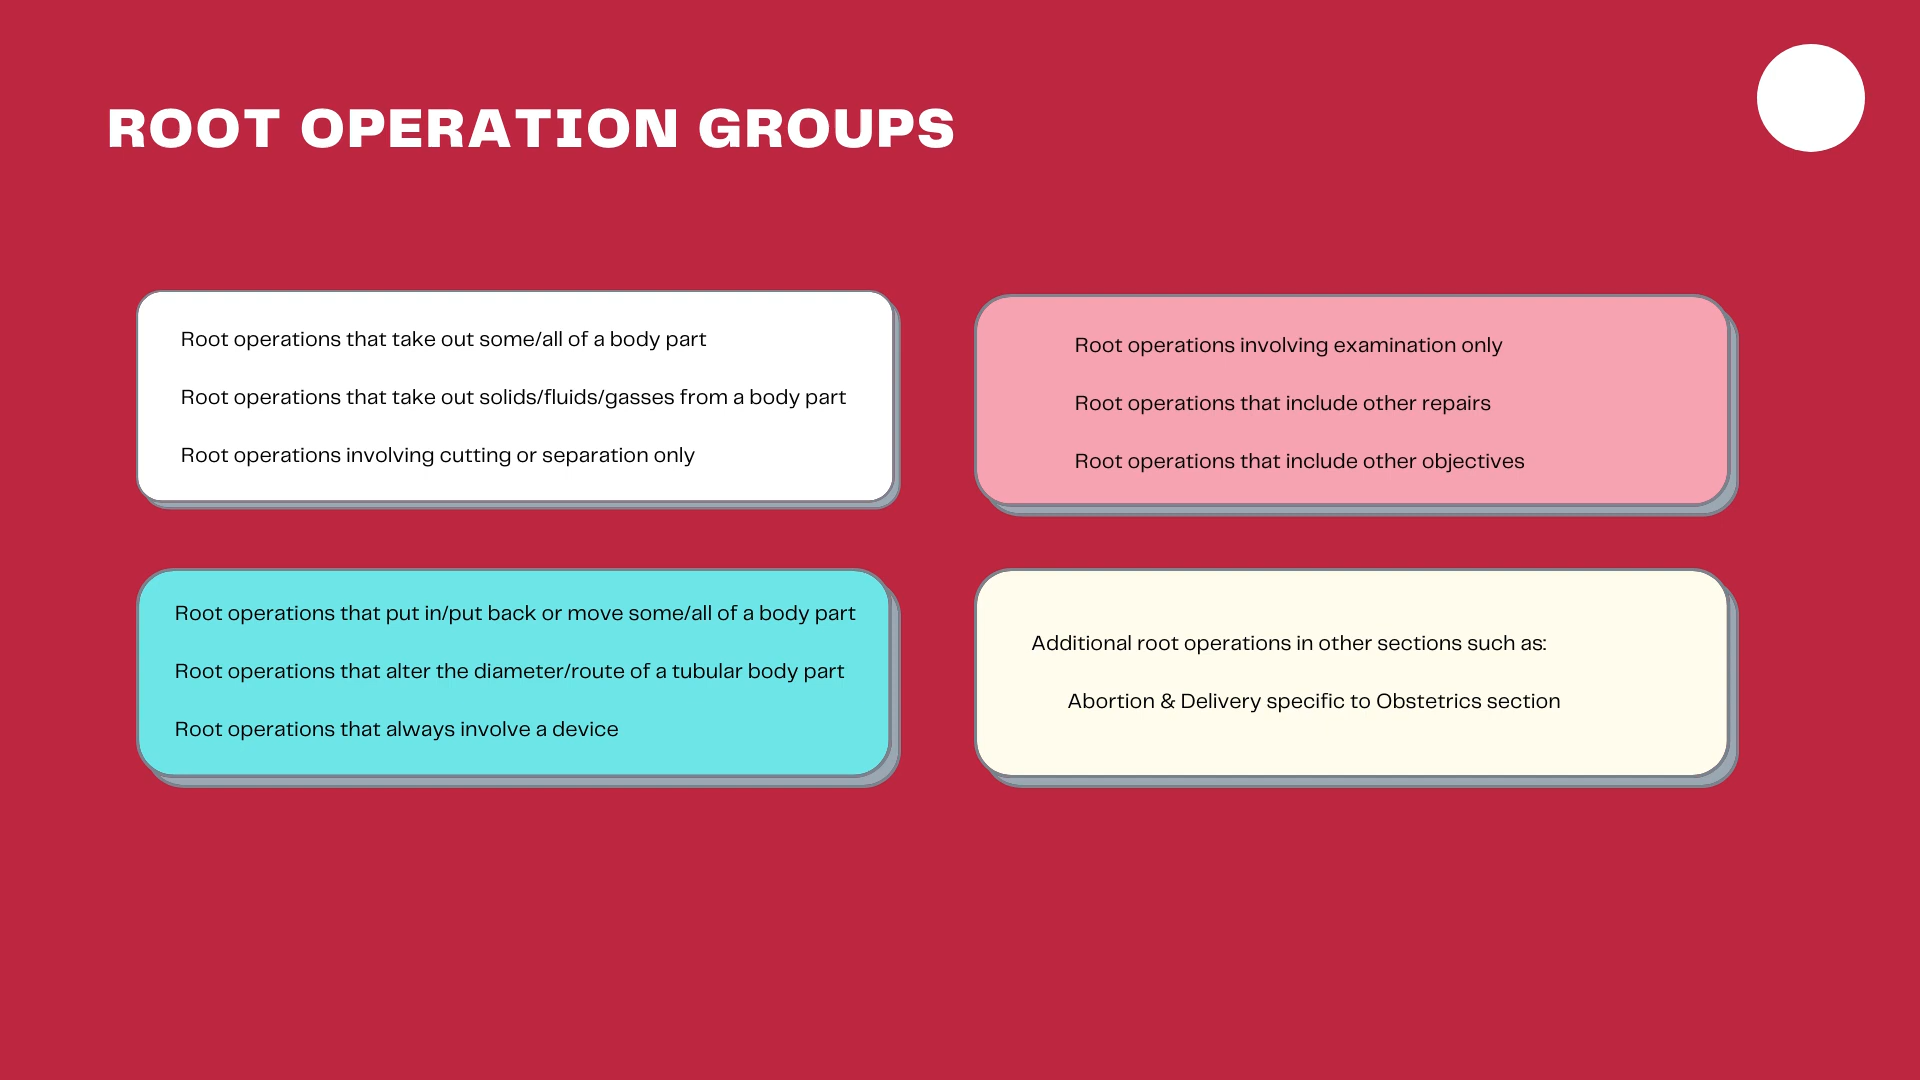 ROOT OPERATION GROUPS
Root operations that take out some/all of a body part
Root operations that take out solids/fluids/gasses from a body part
Root operations involving cutting or separation only
Root operations involving examination only
Root operations that include other repairs
Root operations that include other objectives
Root operations that put in/put back or move some/all of a body part
Root operations that alter the diameter/route of a tubular body part
Root operations that always involve a device
Additional root operations in other sections such as:
Abortion & Delivery specific to Obstetrics section